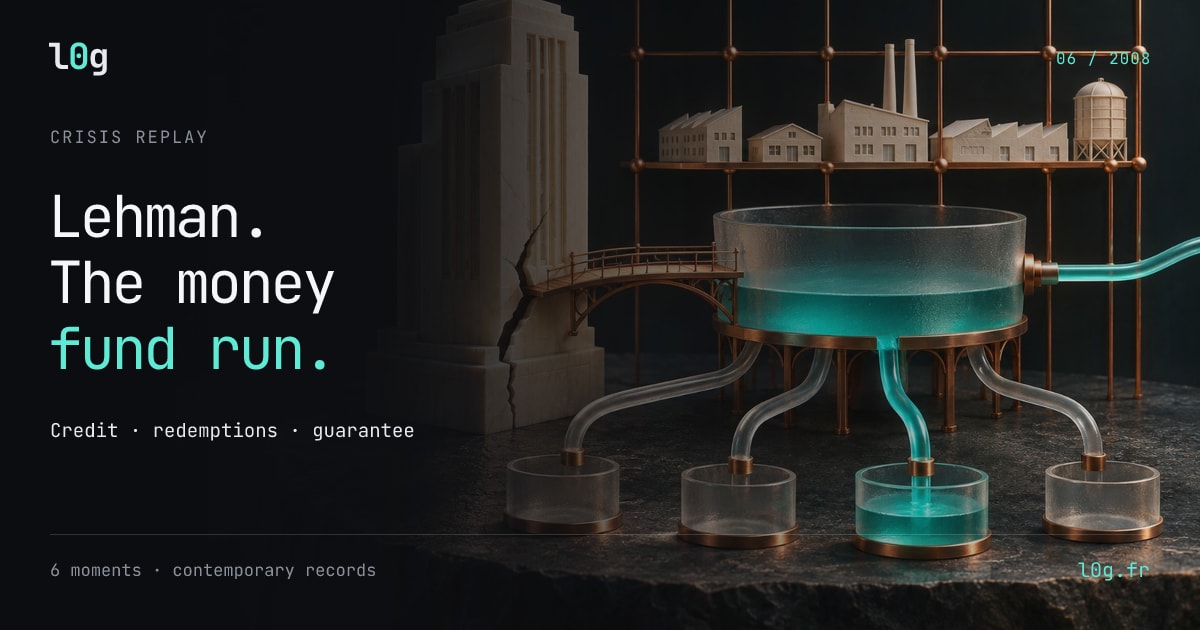 l0g
06 / 2008
CRISIS REPLAY
Lehman.
The money
fund run.
Credit · redemptions · guarantee
6 moments · contemporary records
l0g.fr